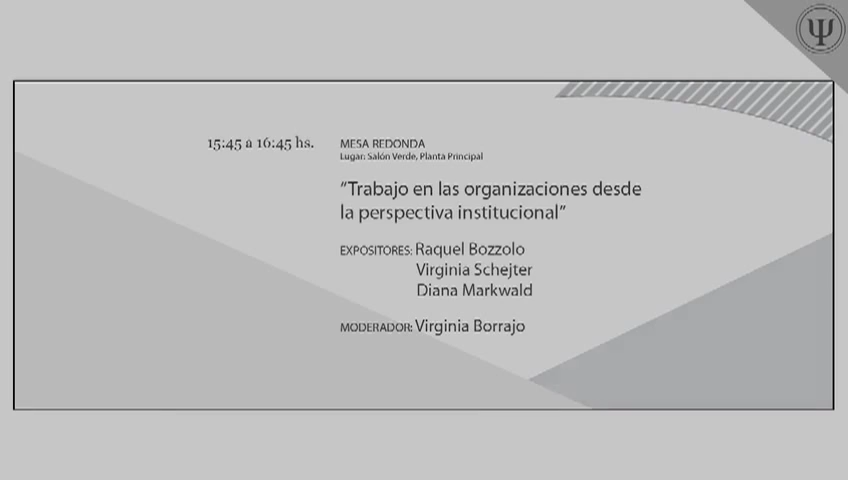 15:45 a 16:45 hs.
MESA REDONDA
Lugar: Salón Verde, Planta Principal
“Trabajo en las organizaciones desde
la perspectiva institucional”
EXPOSITORES: Raquel Bozzolo
Virginia Schejter
Diana Markwald
MODERADOR: Virginia Borrajo